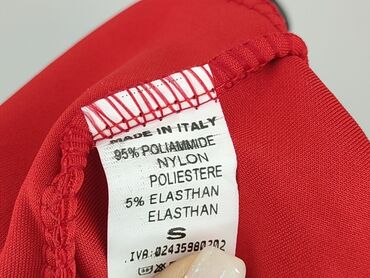 MADE IN ITALY
95% POLIAMMIDE
NYLON
POLIESTERE
5% ELASTHAN
ELASTHAN
S
.IVA:02435980202